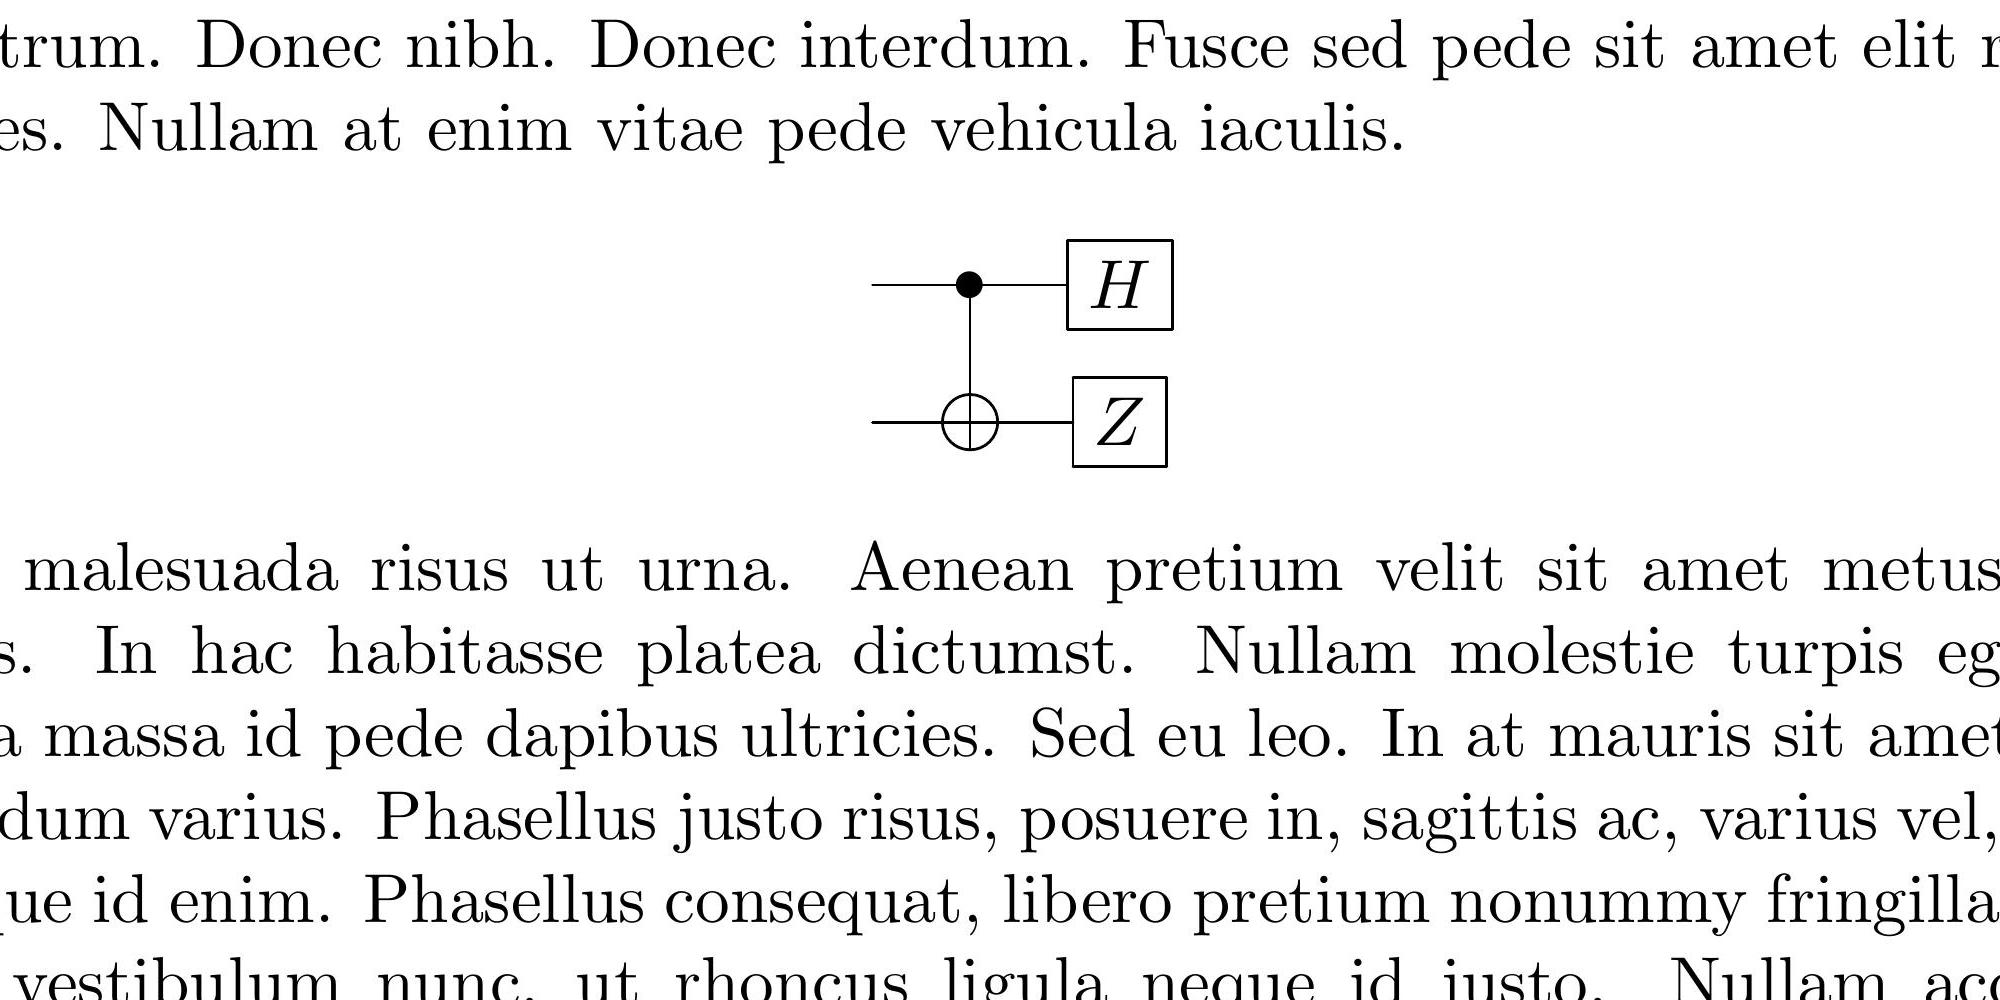 trum. Donec nibh. Donec interdum. Fusce sed pede sit amet elit
es. Nullam at enim vitae pede vehicula iaculis.
H
Z
malesuada risus ut urna. Aenean pretium velit sit amet metus
s. In hac habitasse platea dictumst. Nullam molestie turpis eg
a massa id pede dapibus ultricies. Sed eu leo. In at mauris sit amet
dum varius. Phasellus justo risus, posuere in, sagittis ac, varius vel,
ue id enim. Phasellus consequat, libero pretium nonummy fringilla
vestibulum nunc, ut rhoncus ligula neque id justo. Nullam acc